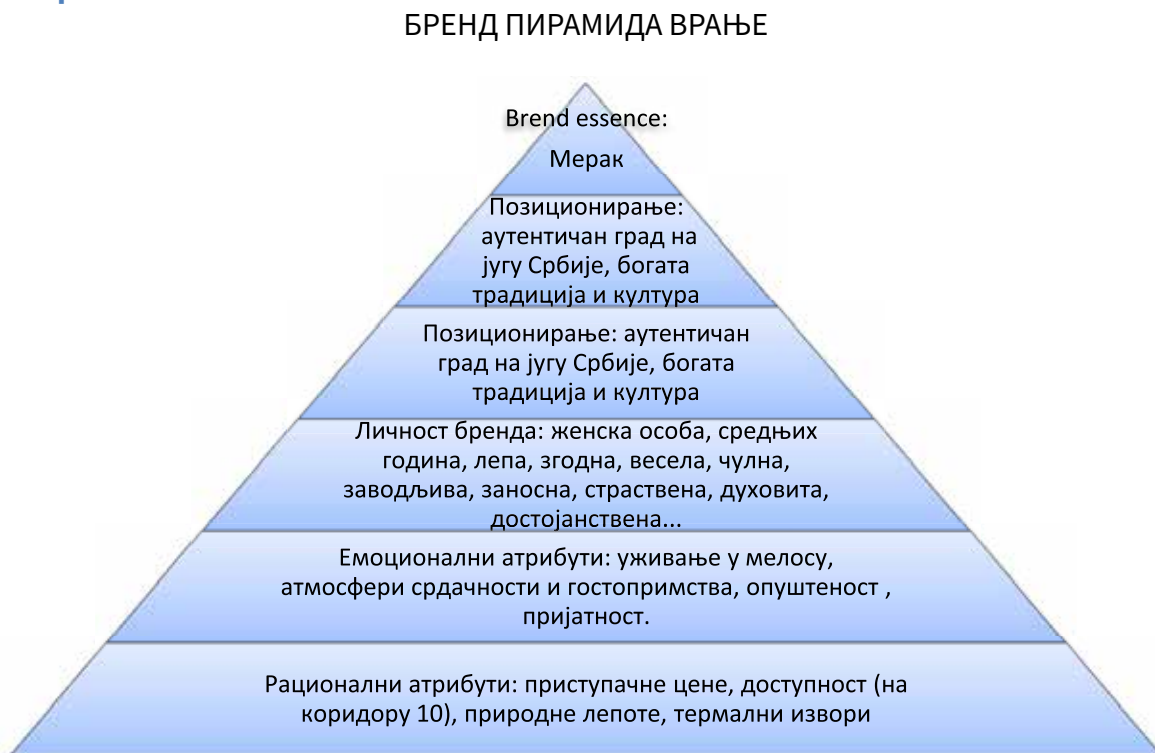 БРЕНД ПИРАМИДА ВРАЊЕ
Brend essence:
Мерак
Позиционирање:
аутентичан град на
југу Србије, богата
традиција и култура
Позиционирање: аутентичан
град на југу Србије, богата
традиција и култура
Личност бренда: женска особа, средњих
година, лепа, згодна, весела, чулна,
заводљива, заносна, страствена, духовита,
достојанствена...
Емоционални атрибути: уживање у мелосу,
атмосфери срдачности и гостопримства, опуштеност ,
пријатност.
Рационални атрибути: приступачне цене, доступност (на
коридору 10), природне лепоте, термални извори